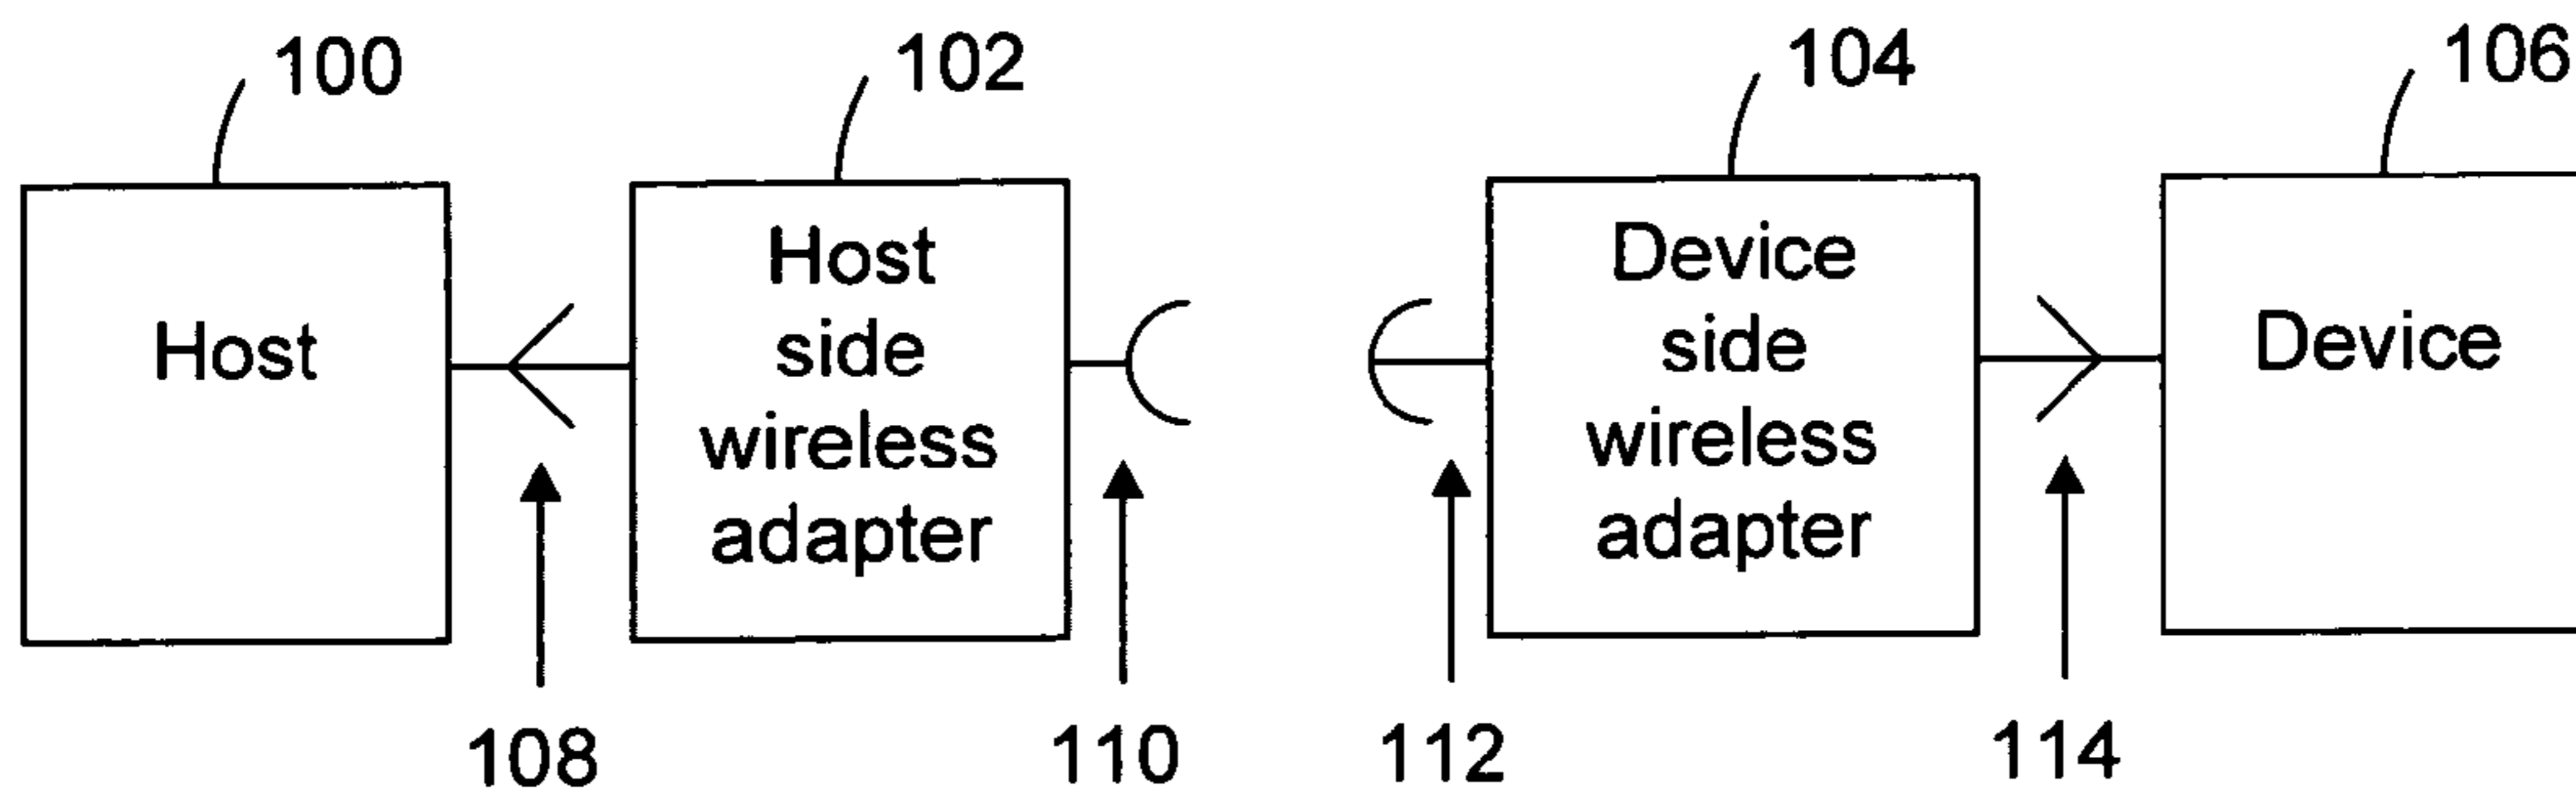 100
102
104
106
Host
Host
side
wireless
adapter
Device
side
wireless
adapter
Device
108
110
112
114